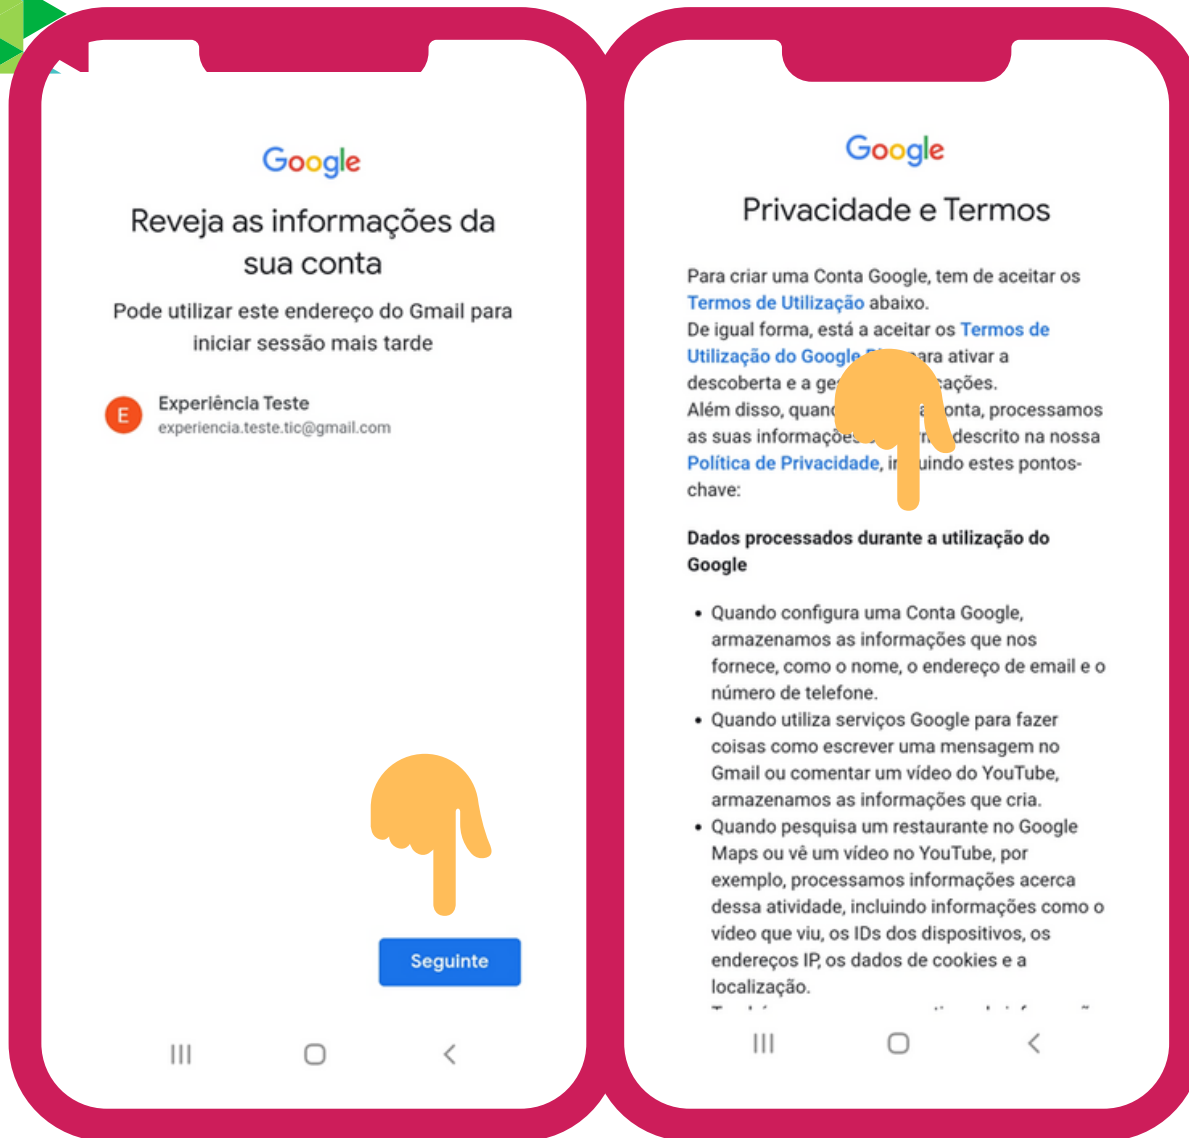 Google
Reveja as informações da
sua conta
Pode utilizar este endereço do Gmail para
iniciar sessão mais tarde
E
Experiência Teste
experiencia.teste.tic@gmail.com
Seguinte
Google
Privacidade e Termos
Para criar uma Conta Google, tem de aceitar os
Termos de Utilização abaixo.
De igual forma, está a aceitar os Termos de
Utilização do Google para ativar a
descoberta e a
Além disso, processamos
as suas descrito na nossa
Política de Privacidade, estes pontos-
chave:
Dados processados durante a utilização do
Google
• Quando configura uma Conta Google,
armazenamos as informações que nos
fornece, como o nome, o endereço de email e o
número de telefone.
• Quando utiliza serviços Google para fazer
coisas como escrever uma mensagem no
Gmail ou comentar um vídeo do YouTube,
armazenamos as informações que cria.
• Quando pesquisa um restaurante no Google
Maps ou vê um vídeo no YouTube, por
exemplo, processamos informações acerca
dessa atividade, incluindo informações como o
vídeo que viu, os IDs dos dispositivos, os
endereços IP, os dados de cookies e a
localização.